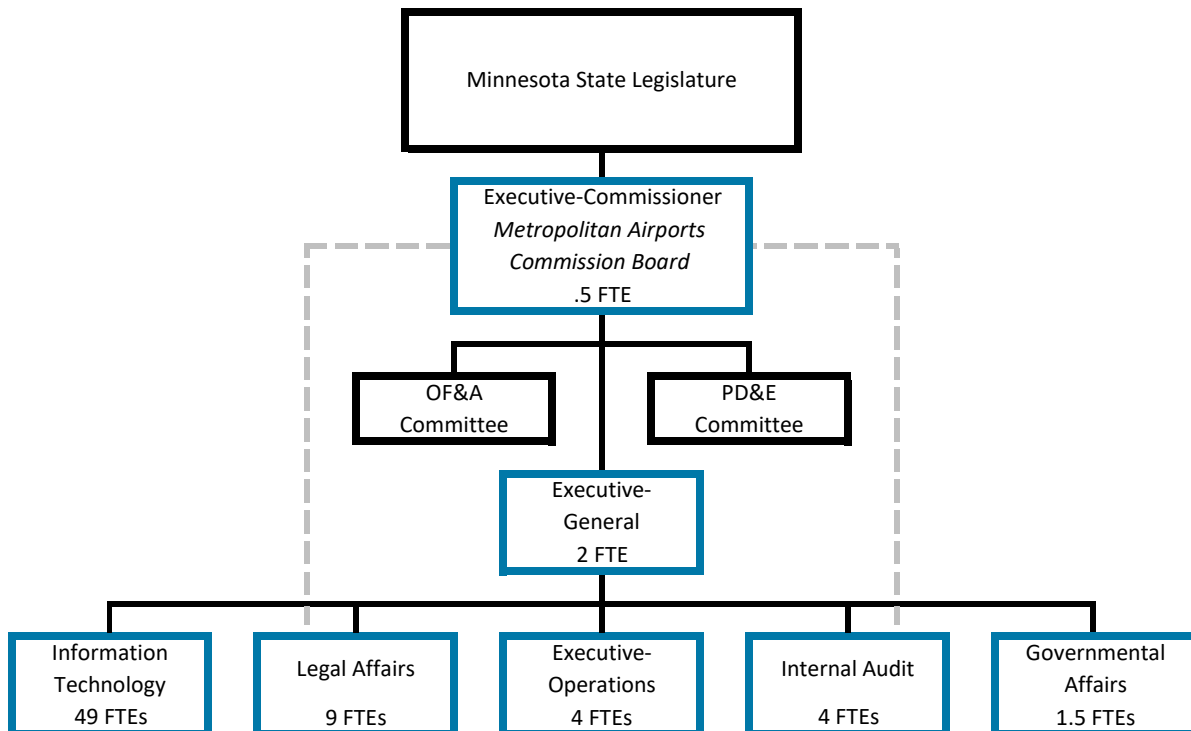 Minnesota State Legislature
Executive-Commissioner
Metropolitan Airports
Commission Board
.5 FTE
OF&A
Committee
PD&E
Committee
Executive-
General
2 FTE
Information
Technology
49 FTEs
Legal Affairs
9 FTEs
Executive-
Operations
4 FTEs
Internal Audit
4 FTEs
Governmental
Affairs
1.5 FTEs